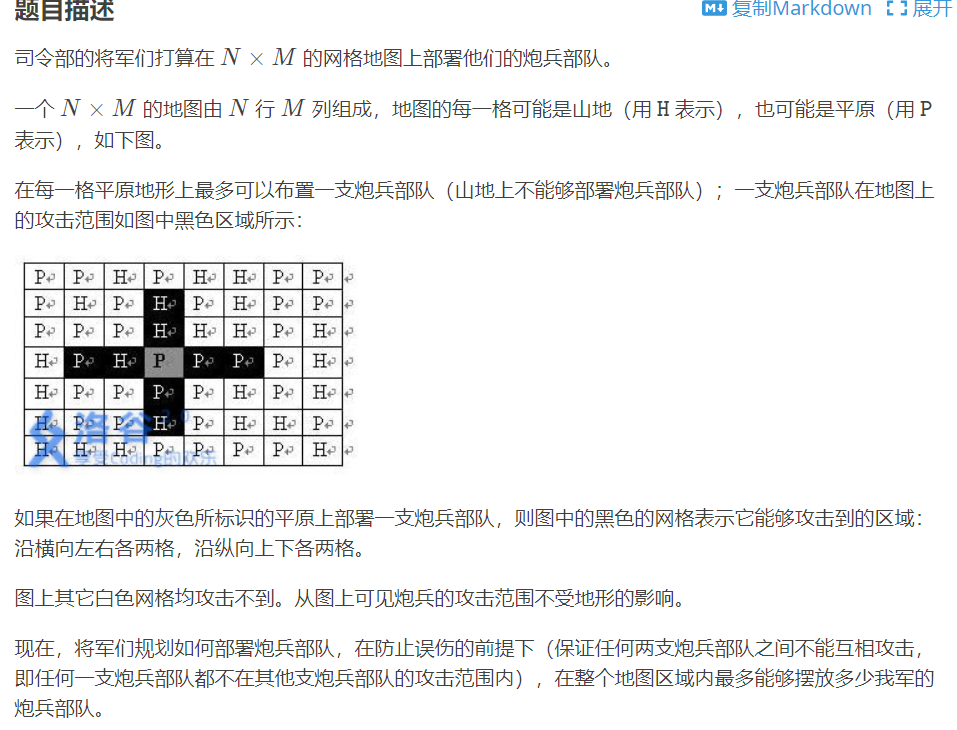 题目描述
复制Markdown 展开
司令部的将军们打算在 N × M 的网格地图上部署他们的炮兵部队。
一个 N × M 的地图由 N 行 M 列组成，地图的每一格可能是山地（用 H 表示），也可能是平原（用 P
表示），如下图。
在每一格平原地形上最多可以布置一支炮兵部队（山地上不能够部署炮兵部队）；一支炮兵部队在地图上
的攻击范围如图中黑色区域所示：
P P H P H H P P
P H P H P H P P
P P P H H H P H
H P H P P P P H
H P P P P H P H
H P P H P H H P
H H H P P P P H
洛谷
享受Coding的欢乐
如果在地图中的灰色所标识的平原上部署一支炮兵部队，则图中的黑色的网格表示它能够攻击到的区域：
沿横向左右各两格，沿纵向上下各两格。
图上其它白色网格均攻击不到。从图上可见炮兵的攻击范围不受地形的影响。
现在，将军们规划如何部署炮兵部队，在防止误伤的前提下（保证任何两支炮兵部队之间不能互相攻击，
即任何一支炮兵部队都不在其他支炮兵部队的攻击范围内），在整个地图区域内最多能够摆放多少我军的
炮兵部队。